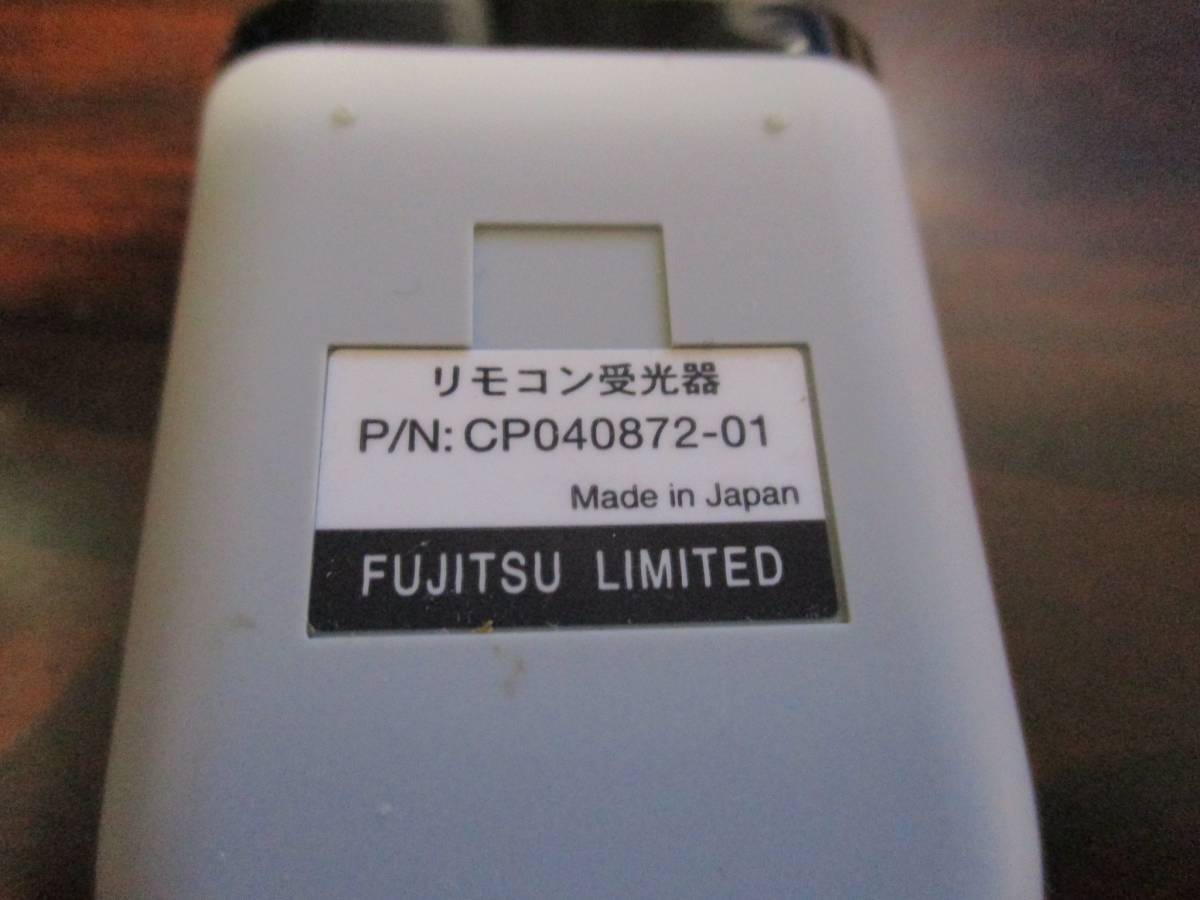 リモコン受光器
P/N: CP040872-01
Made in Japan
FUJITSU LIMITED